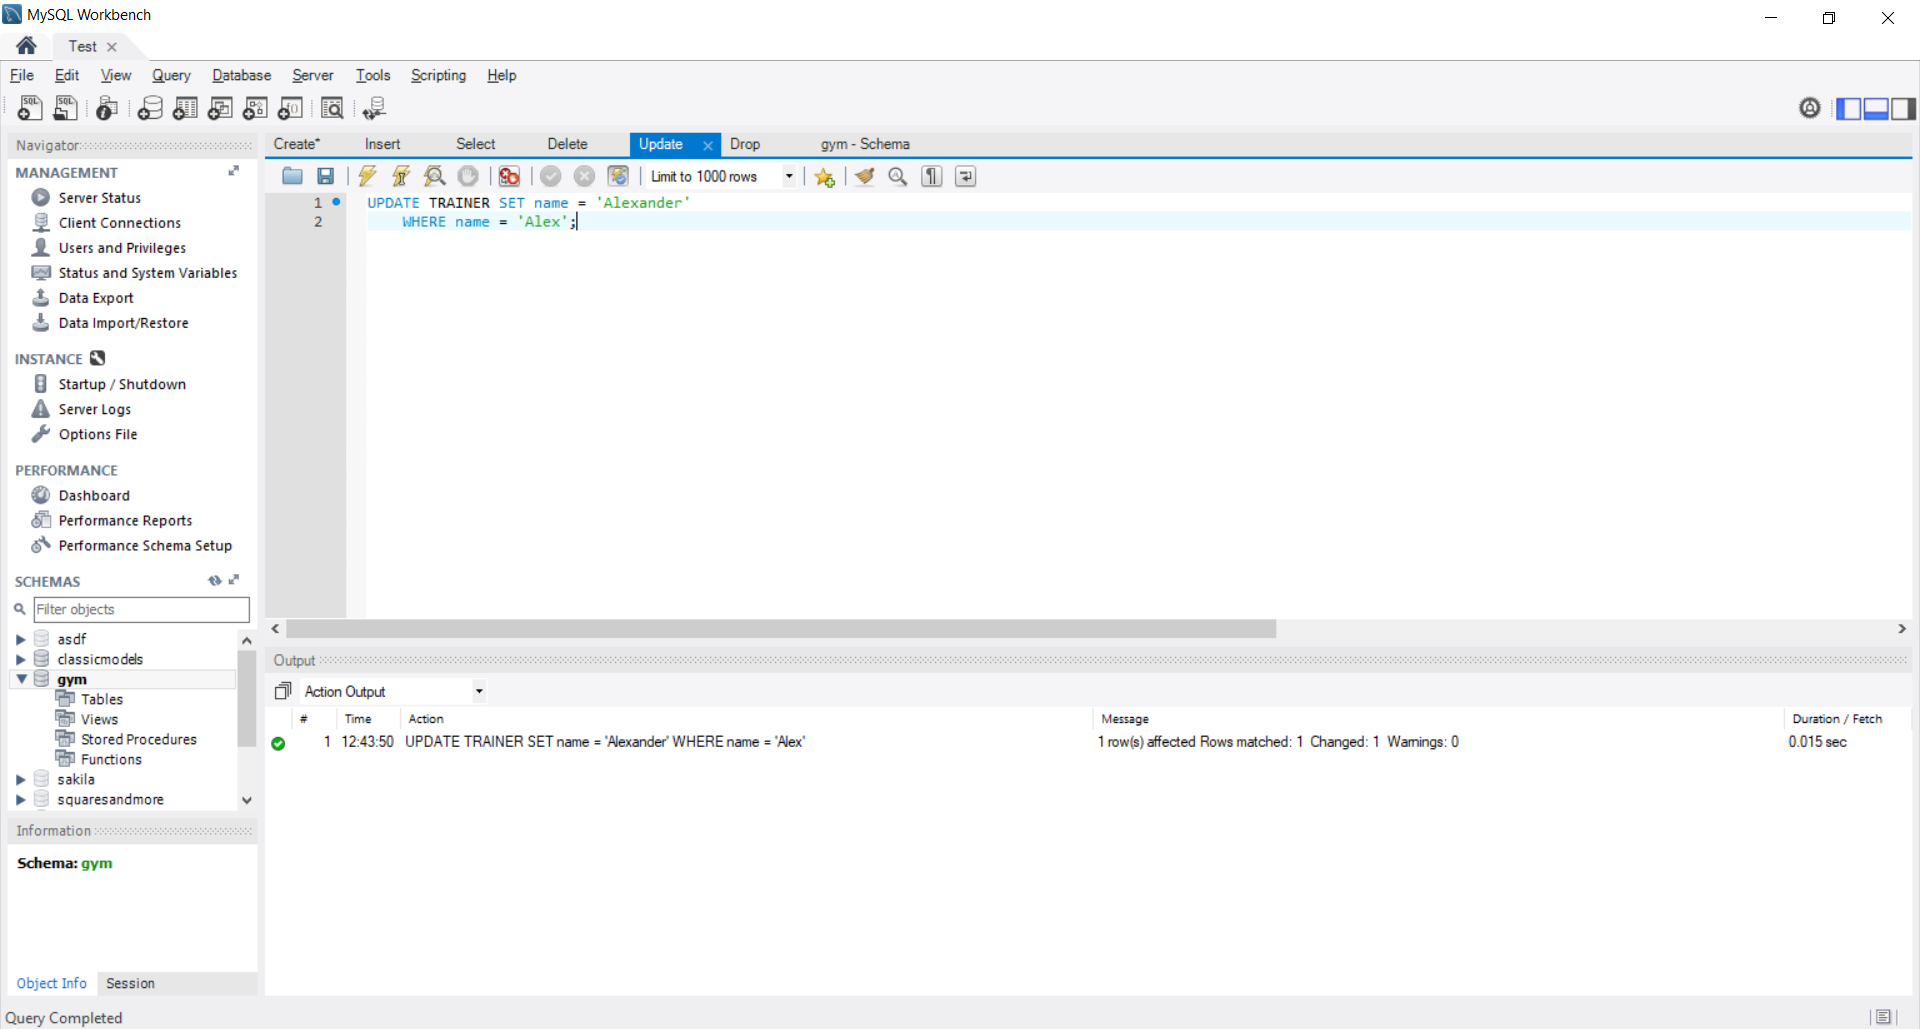 MySQL Workbench
Test
File Edit View Query Database Server Tools Scripting Help
Navigator
MANAGEMENT
Server Status
Client Connections
Users and Privileges
Status and System Variables
Data Export
Data Import/Restore
INSTANCE
Startup / Shutdown
Server Logs
Options File
PERFORMANCE
Dashboard
Performance Reports
Performance Schema Setup
SCHEMAS
Filter objects
asdf
classicmodels
gym
Tables
Views
Stored Procedures
Functions
sakila
squaresandmore
Information
Schema: gym
Object Info Session
Create* Insert Select Delete Update Drop gym - Schema
Limit to 1000 rows
1 UPDATE TRAINER SET name = 'Alexander'
2 WHERE name = 'Alex';
Output
Action Output
# Time Action Message Duration / Fetch
1 12:43:50 UPDATE TRAINER SET name = 'Alexander' WHERE name = 'Alex' 1 row(s) affected Rows matched: 1 Changed: 1 Warnings: 0 0.015 sec
Query Completed